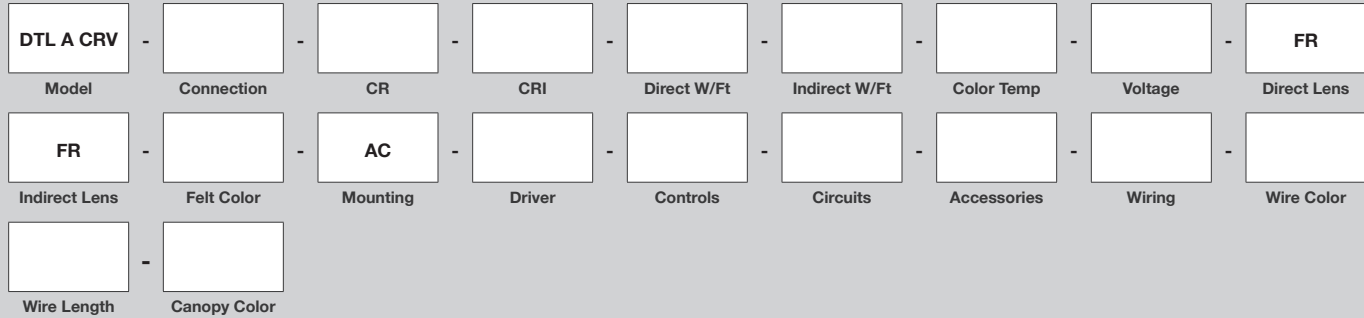 DTL A CRV - - - - - - - - FR
Model Connection CR CRI Direct W/Ft Indirect W/Ft Color Temp Voltage Direct Lens
FR - - AC - - - - - -
Indirect Lens Felt Color Mounting Driver Controls Circuits Accessories Wiring Wire Color
-
Wire Length Canopy Color